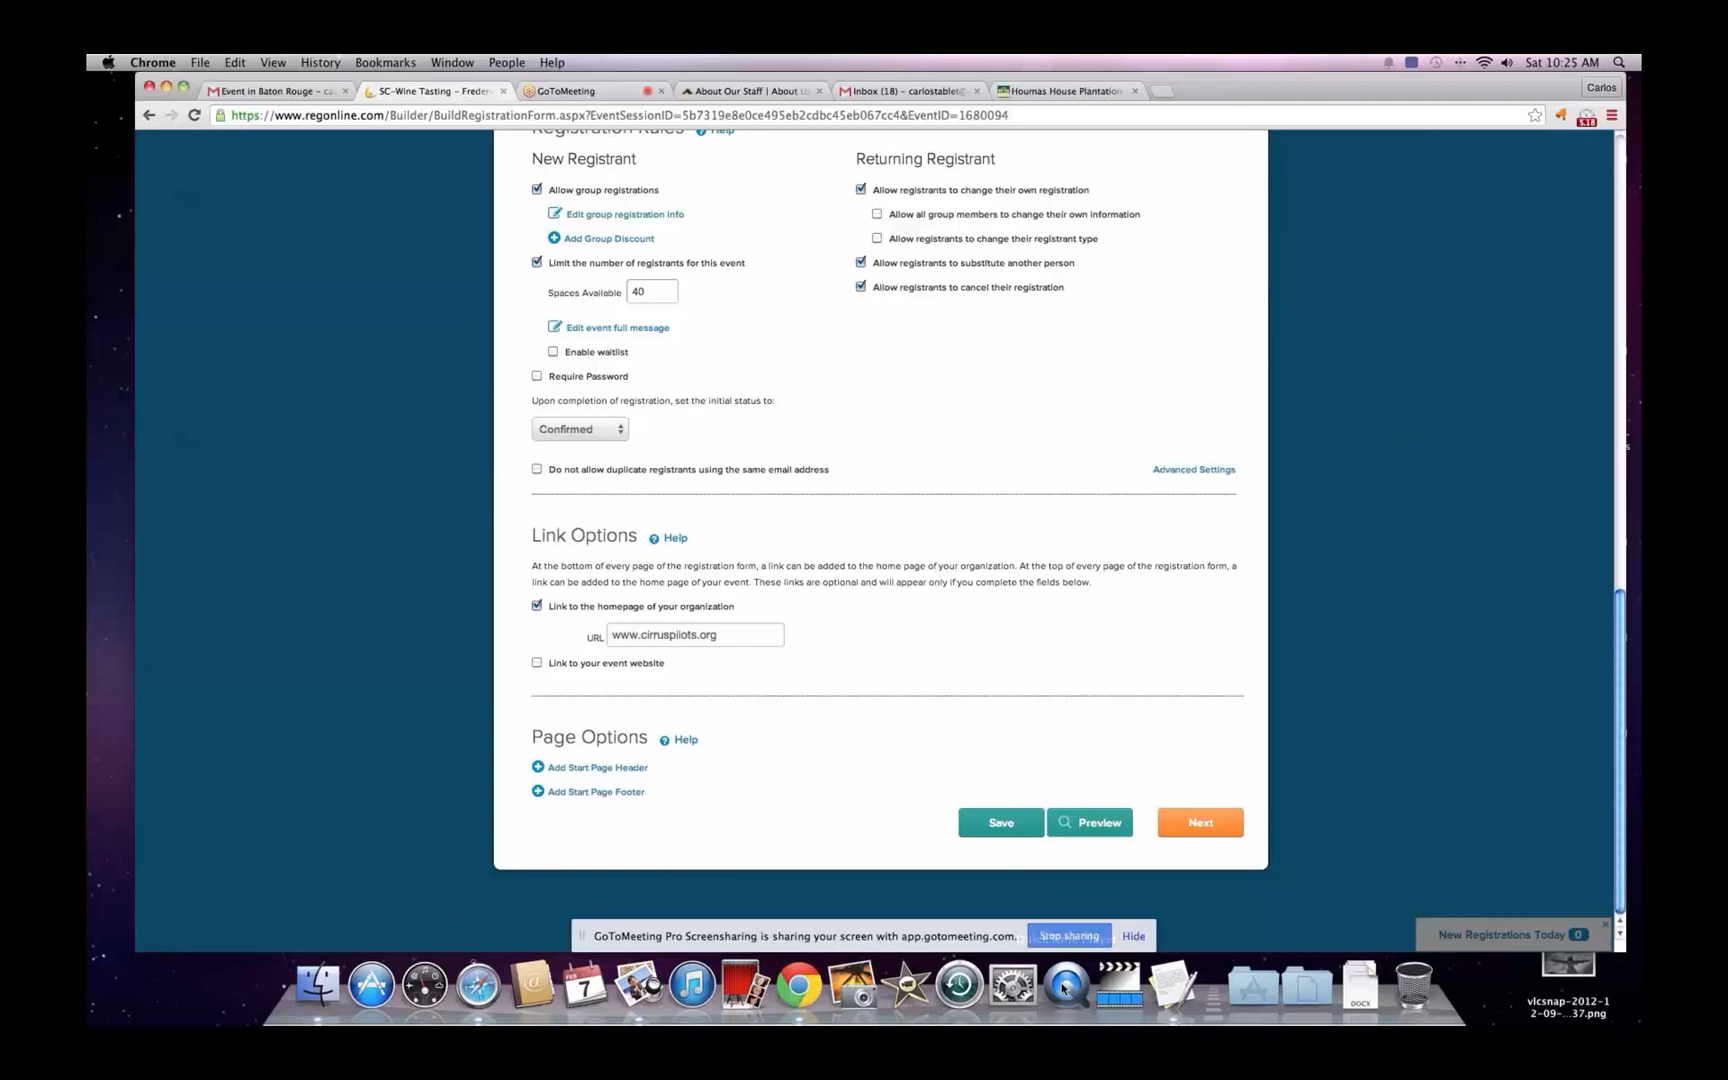 Chrome File Edit View History Bookmarks Window People Help Sat 10:25 AM
Event in Baton Rouge - ca SC-Wine Tasting - Freder GoToMeeting About Our Staff | About U Inbox (18) - carlostablet@ Houmas House Plantation Carlos
https://www.regonline.com/Builder/BuildRegistrationForm.aspx?EventSessionID=5b7319e8e0ce495eb2cdbc45eb067cc4&EventID=1680094
Registration Rules Help
New Registrant
Allow group registrations
Edit group registration info
Add Group Discount
Limit the number of registrants for this event
Spaces Available 40
Edit event full message
Enable waitlist
Require Password
Upon completion of registration, set the initial status to:
Confirmed
Do not allow duplicate registrants using the same email address
Returning Registrant
Allow registrants to change their own registration
Allow all group members to change their own information
Allow registrants to change their registrant type
Allow registrants to substitute another person
Allow registrants to cancel their registration
Advanced Settings
Link Options Help
At the bottom of every page of the registration form, a link can be added to the home page of your organization. At the top of every page of the registration form, a
link can be added to the home page of your event. These links are optional and will appear only if you complete the fields below.
Link to the homepage of your organization
URL www.cirruspilots.org
Link to your event website
Page Options Help
Add Start Page Header
Add Start Page Footer
Save Preview Next
GoToMeeting Pro Screensharing is sharing your screen with app.gotomeeting.com. Stop sharing Hide
New Registrations Today 0
FEB
7
DOCX
vlcsnap-2012-1
2-09-...37.png